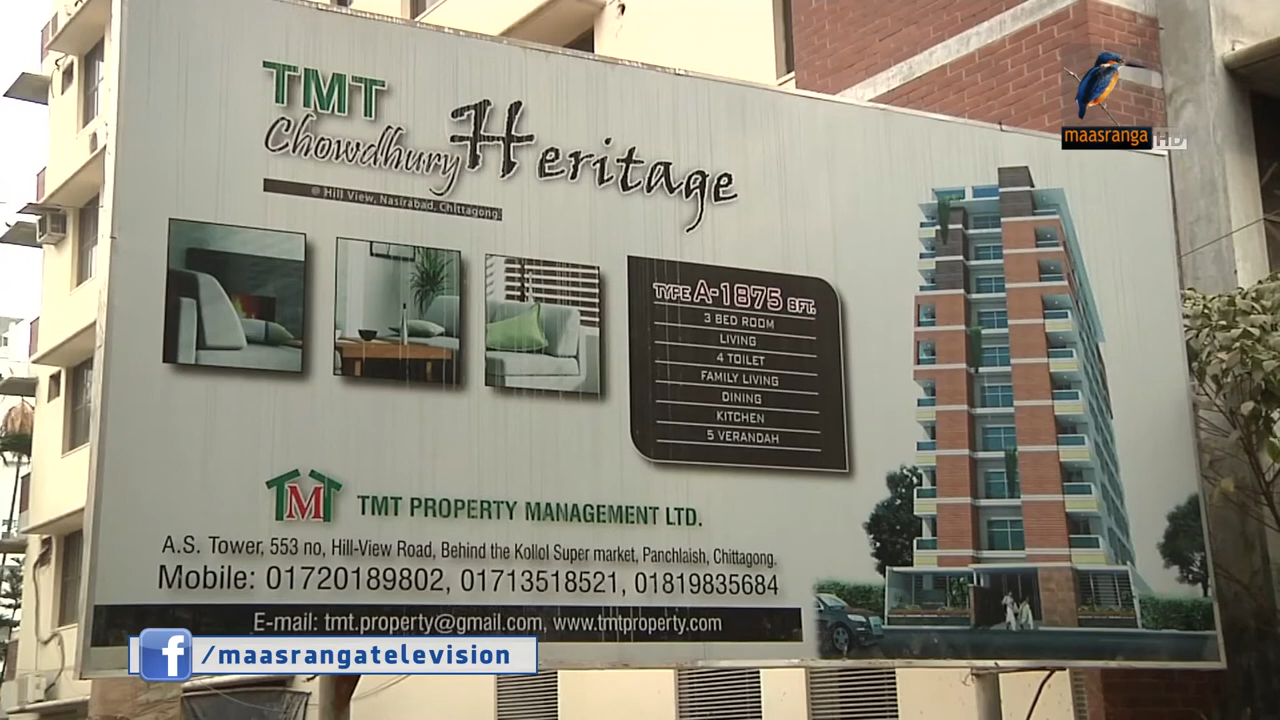 TMT
Chowdhury Heritage
@ Hill View, Nasirabad, Chittagong.
maasranga HD
TYPE A-1875 SFT.
3 BED ROOM
LIVING
4 TOILET
FAMILY LIVING
DINING
KITCHEN
5 VERANDAH
TMT TMT PROPERTY MANAGEMENT LTD.
A.S. Tower, 553 no, Hill-View Road, Behind the Kollol Super market, Panchlaish, Chittagong.
Mobile: 01720189802, 01713518521, 01819835684
E-mail: tmt.property@gmail.com, www.tmtproperty.com
f /maasrangatelevision